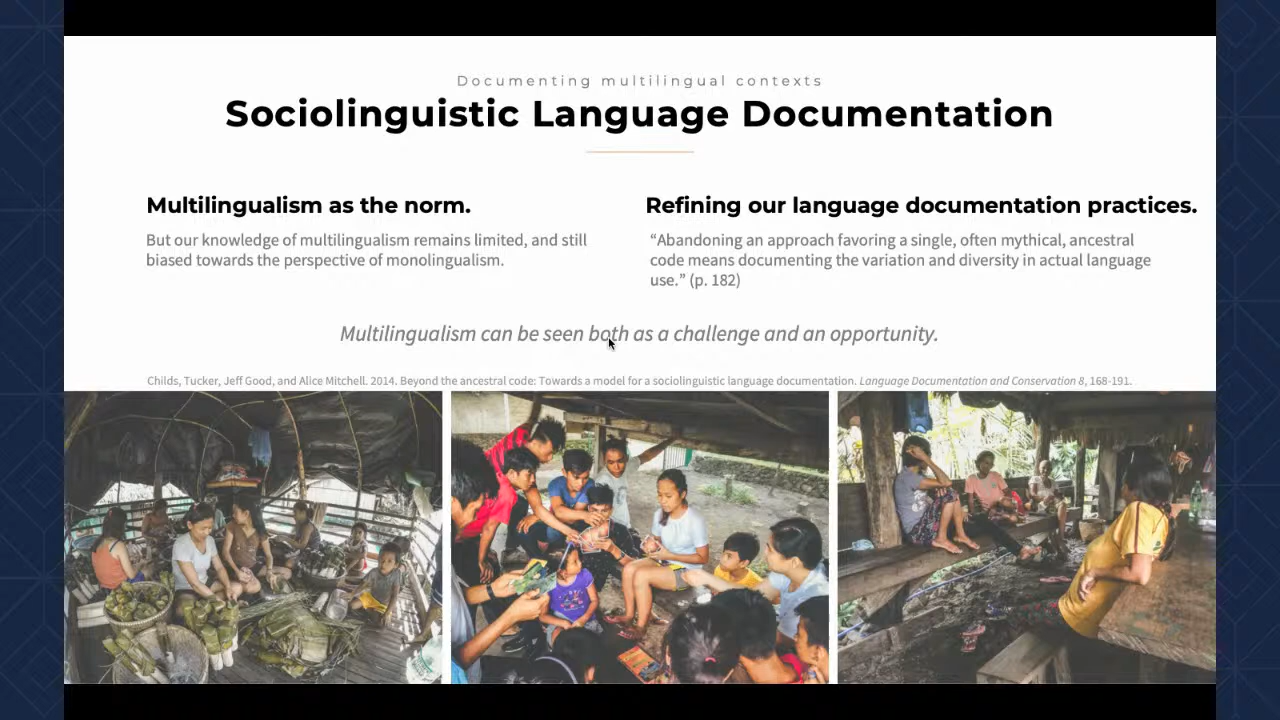 Documenting multilingual contexts
Sociolinguistic Language Documentation
Multilingualism as the norm.
But our knowledge of multilingualism remains limited, and still
biased towards the perspective of monolingualism.
Refining our language documentation practices.
“Abandoning an approach favoring a single, often mythical, ancestral
code means documenting the variation and diversity in actual language
use.” (p. 182)
Multilingualism can be seen both as a challenge and an opportunity.
Childs, Tucker, Jeff Good, and Alice Mitchell. 2014. Beyond the ancestral code: Towards a model for a sociolinguistic language documentation. Language Documentation and Conservation 8, 168-191.